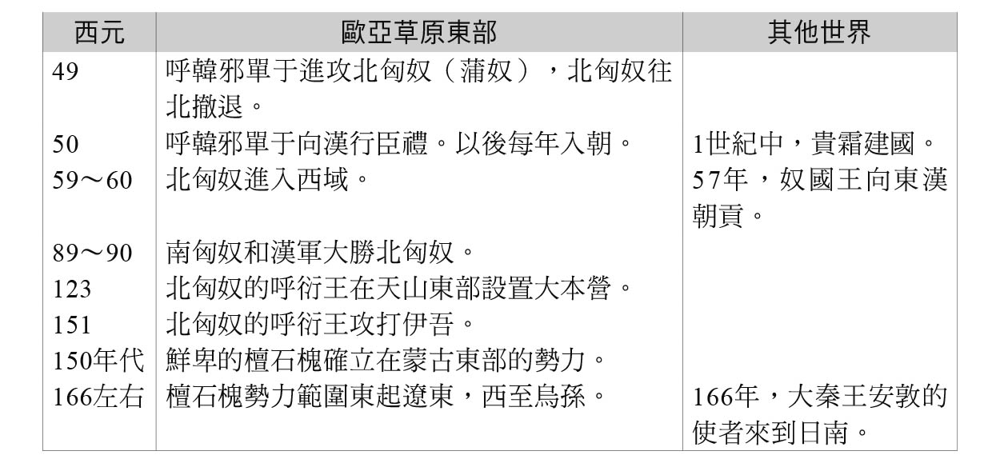 西元 歐亞草原東部 其他世界
49 呼韓邪單于進攻北匈奴（蒲奴），北匈奴往
北撤退。
50 呼韓邪單于向漢行臣禮。以後每年入朝。 1世紀中，貴霜建國。
59～60 北匈奴進入西域。 57年，奴國王向東漢
朝貢。
89～90 南匈奴和漢軍大勝北匈奴。
123 北匈奴的呼衍王在天山東部設置大本營。
151 北匈奴的呼衍王攻打伊吾。
150年代 鮮卑的檀石槐確立在蒙古東部的勢力。
166左右 檀石槐勢力範圍東起遼東，西至烏孫。 166年，大秦王安敦的
使者來到日南。